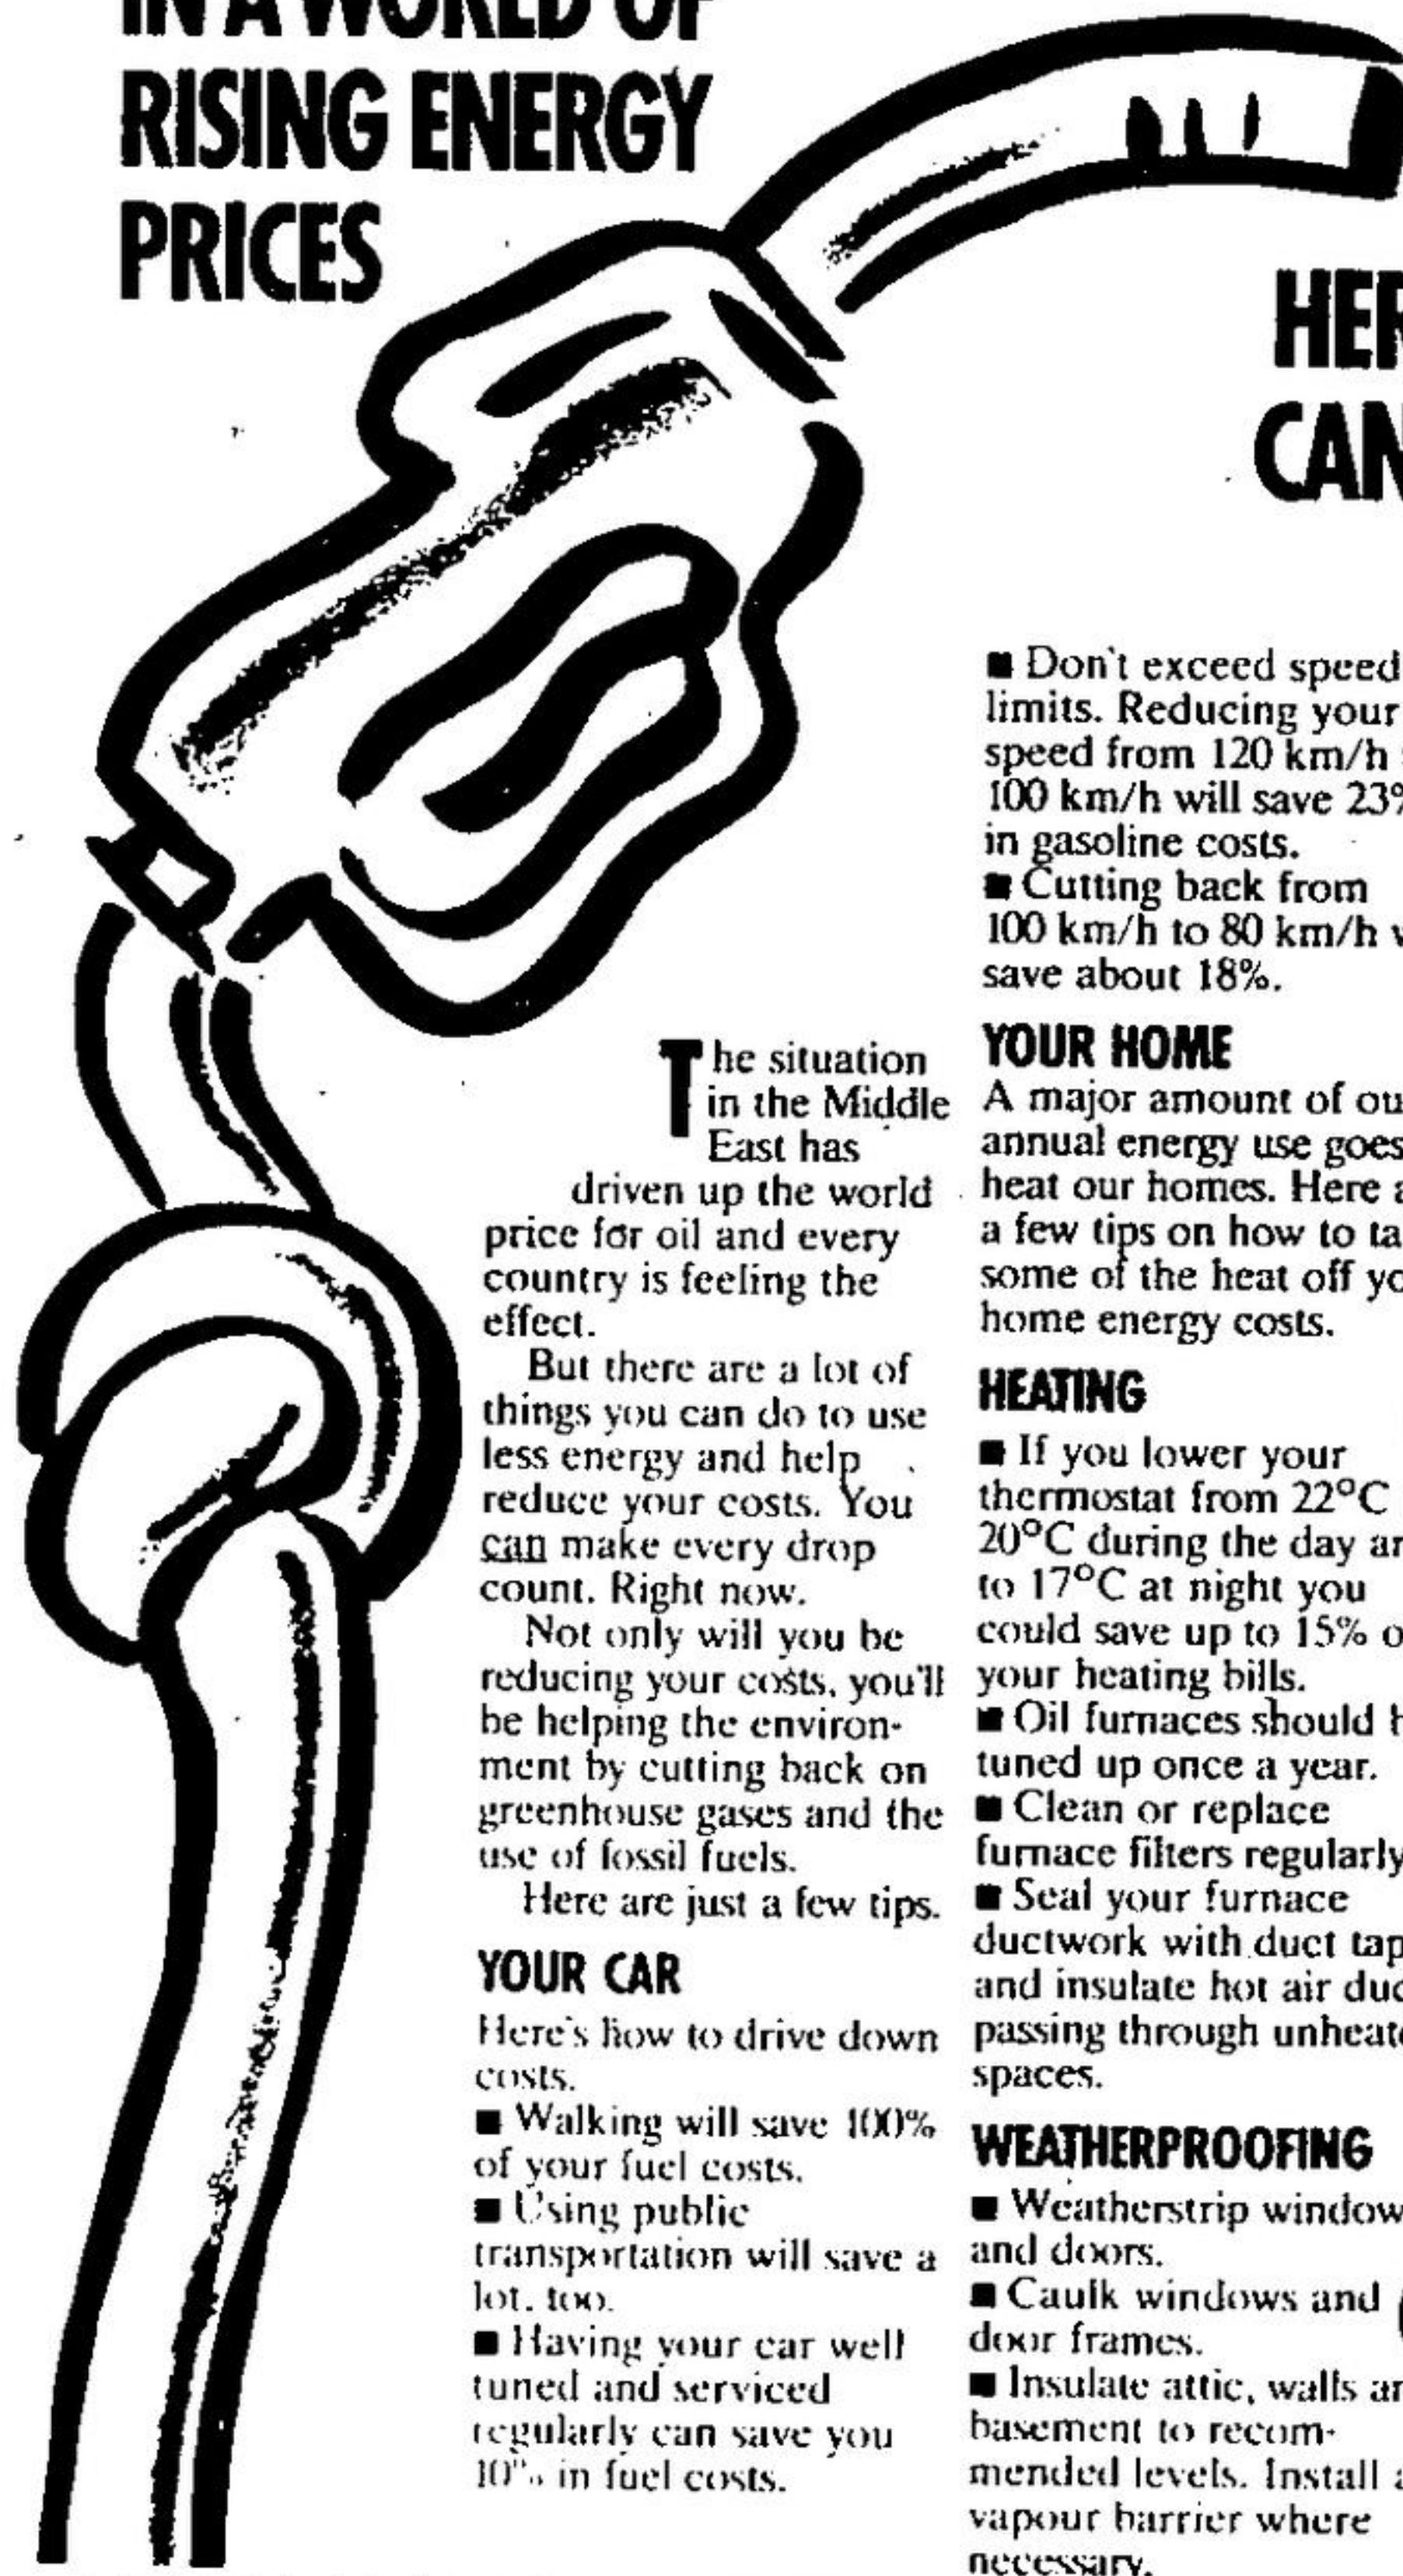 IN A WORLD OF
RISING ENERGY
PRICES
The situation
in the Middle
East has
driven up the world
price for oil and every
country is feeling the
effect.
But there are a lot of
things you can do to use
less energy and help
reduce your costs. You
can make every drop
count. Right now.
Not only will you be
reducing your costs, you'll
be helping the environ-
ment by cutting back on
greenhouse gases and the
use of fossil fuels.
Here are just a few tips.
YOUR CAR
Here's how to drive down
costs.
■ Walking will save 100%
of your fuel costs.
■ Using public
transportation will save a
lot, too.
■ Having your car well
tuned and serviced
regularly can save you
10% in fuel costs.
HER
CAN
■ Don't exceed speed
limits. Reducing your
speed from 120 km/h
100 km/h will save 23%
in gasoline costs.
■ Cutting back from
100 km/h to 80 km/h
save about 18%.
YOUR HOME
A major amount of ou
annual energy use goes
heat our homes. Here a
a few tips on how to ta
some of the heat off yo
home energy costs.
HEATING
■ If you lower your
thermostat from 22°C
20°C during the day an
to 17°C at night you
could save up to 15% o
your heating bills.
■ Oil furnaces should b
tuned up once a year.
■ Clean or replace
furnace filters regularly
■ Seal your furnace
ductwork with duct tap
and insulate hot air duc
passing through unheate
spaces.
WEATHERPROOFING
■ Weatherstrip window
and doors.
■ Caulk windows and
door frames.
■ Insulate attic, walls an
basement to recom-
mended levels. Install a
vapour barrier where
necessary.